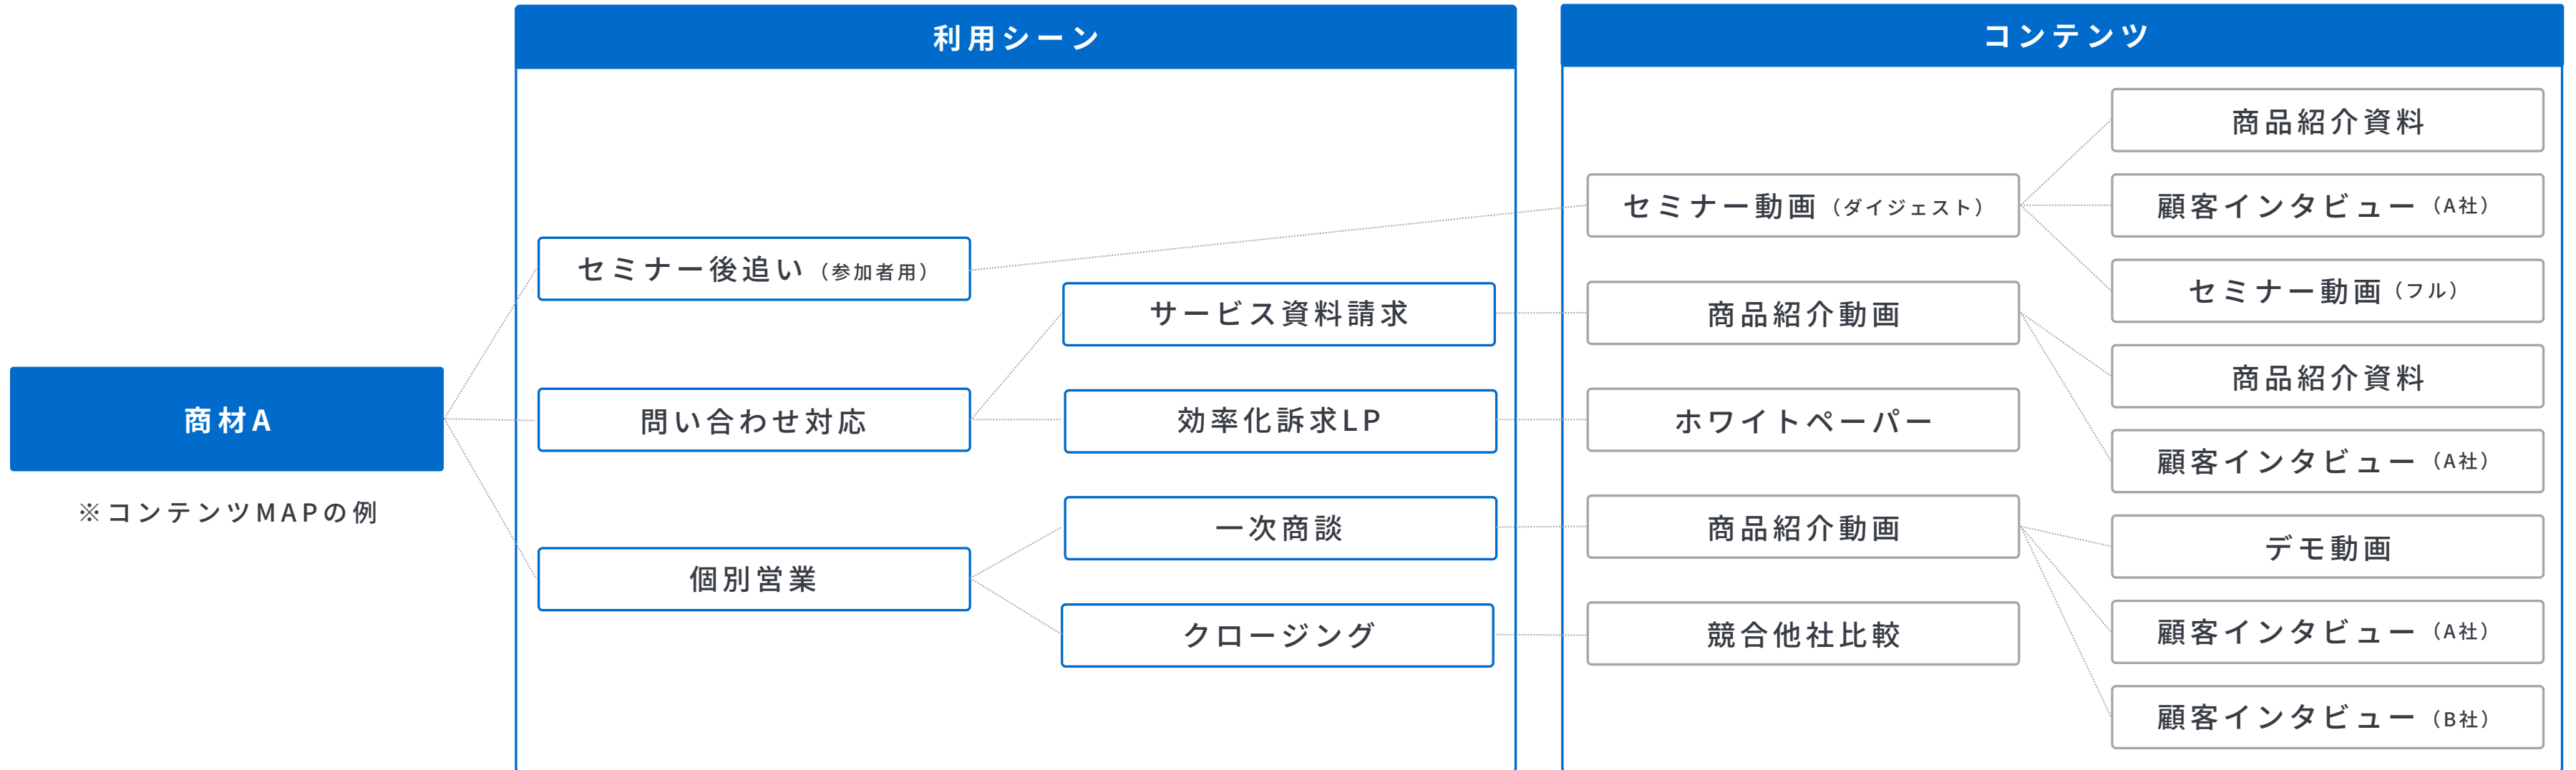 利用シーン
コンテンツ
商材A
※コンテンツMAPの例
セミナー後追い（参加者用）
問い合わせ対応
個別営業
サービス資料請求
効率化訴求LP
一次商談
クロージング
セミナー動画（ダイジェスト）
商品紹介動画
ホワイトペーパー
商品紹介動画
競合他社比較
商品紹介資料
顧客インタビュー（A社）
セミナー動画（フル）
商品紹介資料
顧客インタビュー（A社）
デモ動画
顧客インタビュー（A社）
顧客インタビュー（B社）